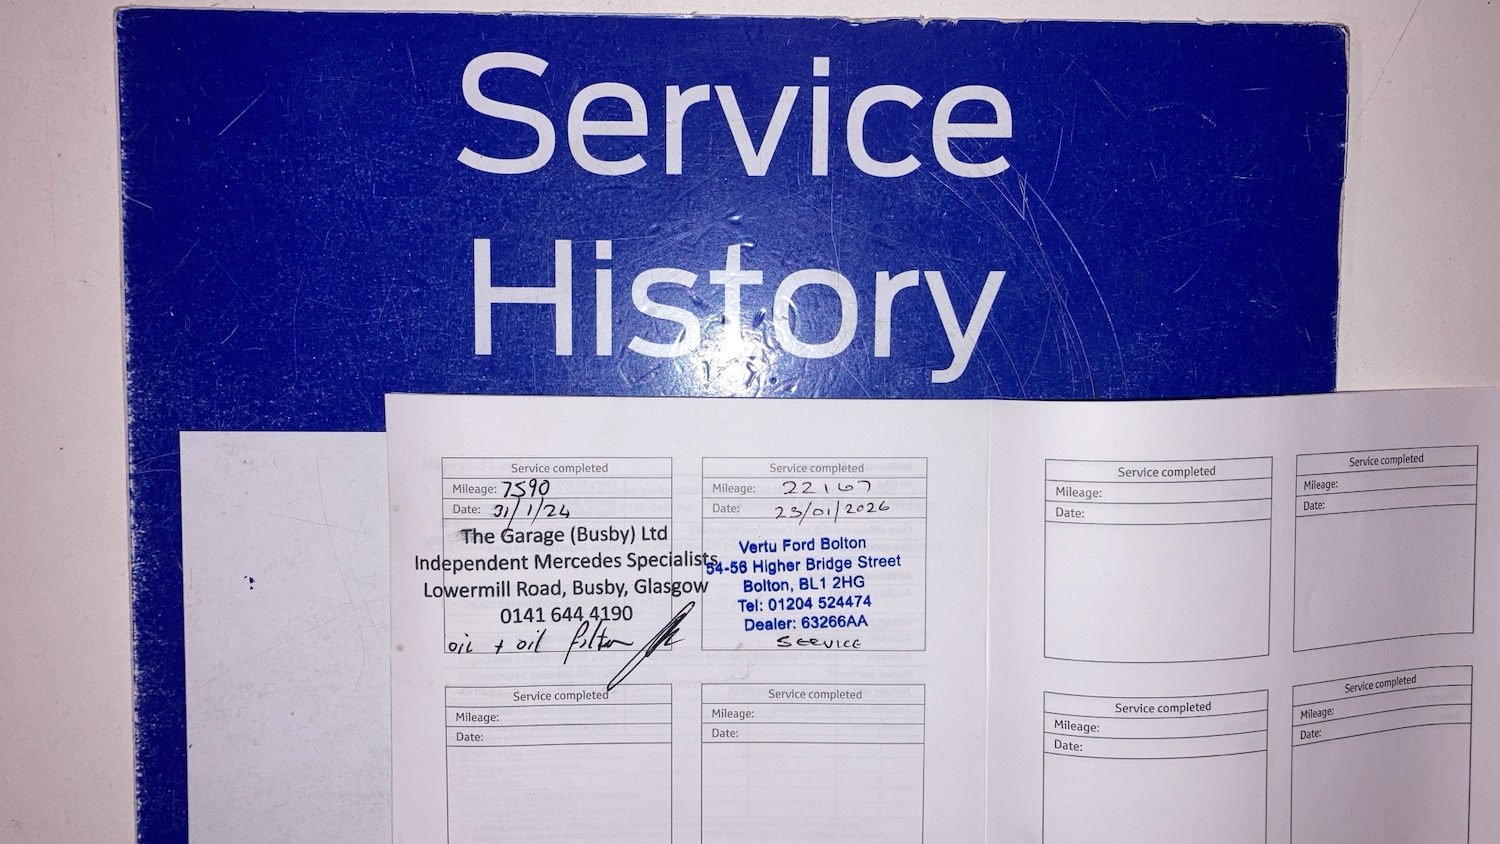 Service
History
Service completed
Mileage: 7590
Date: 31/1/24
The Garage (Busby) Ltd
Independent Mercedes Specialists
Lowermill Road, Busby, Glasgow
0141 644 4190
oil + oil filter
Service completed
Mileage: 22167
Date: 23/01/2026
Vertu Ford Bolton
54-56 Higher Bridge Street
Bolton, BL1 2HG
Tel: 01204 524474
Dealer: 63266AA
SERVICE
Service completed
Mileage:
Date:
Service completed
Mileage:
Date:
Service completed
Mileage:
Date:
Service completed
Mileage:
Date:
Service completed
Mileage:
Date:
Service completed
Mileage:
Date: